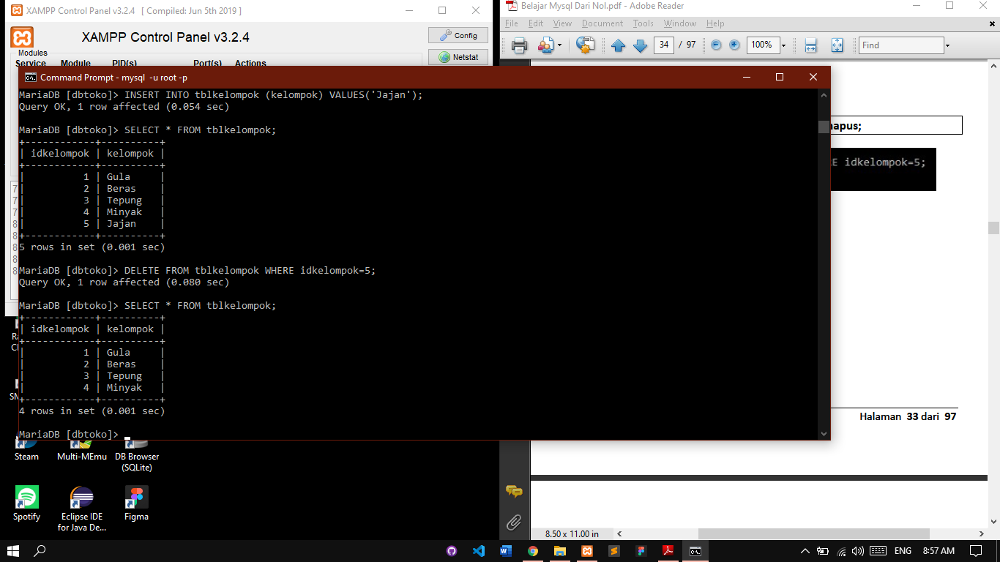 XAMPP Control Panel v3.2.4 [ Compiled: Jun 5th 2019 ]
XAMPP Control Panel v3.2.4
Config
Netstat
Modules
Service Module PID(s) Port(s) Actions
Belajar Mysql Dari Nol.pdf - Adobe Reader
File Edit View Document Tools Window Help
34 / 97 100% Find
Command Prompt - mysql -u root -p
MariaDB [dbtoko]> INSERT INTO tblkelompok (kelompok) VALUES('Jajan');
Query OK, 1 row affected (0.054 sec)
MariaDB [dbtoko]> SELECT * FROM tblkelompok;
+------------+----------+
| idkelompok | kelompok |
+------------+----------+
|          1 | Gula     |
|          2 | Beras    |
|          3 | Tepung   |
|          4 | Minyak   |
|          5 | Jajan    |
+------------+----------+
5 rows in set (0.001 sec)
MariaDB [dbtoko]> DELETE FROM tblkelompok WHERE idkelompok=5;
Query OK, 1 row affected (0.080 sec)
MariaDB [dbtoko]> SELECT * FROM tblkelompok;
+------------+----------+
| idkelompok | kelompok |
+------------+----------+
|          1 | Gula     |
|          2 | Beras    |
|          3 | Tepung   |
|          4 | Minyak   |
+------------+----------+
4 rows in set (0.001 sec)
MariaDB [dbtoko]>
apus;
E idkelompok=5;
Halaman 33 dari 97
8.50 x 11.00 in
Steam
Multi-MEmu
DB Browser
(SQLite)
Spotify
Eclipse IDE
for Java De...
Figma
ENG 8:57 AM